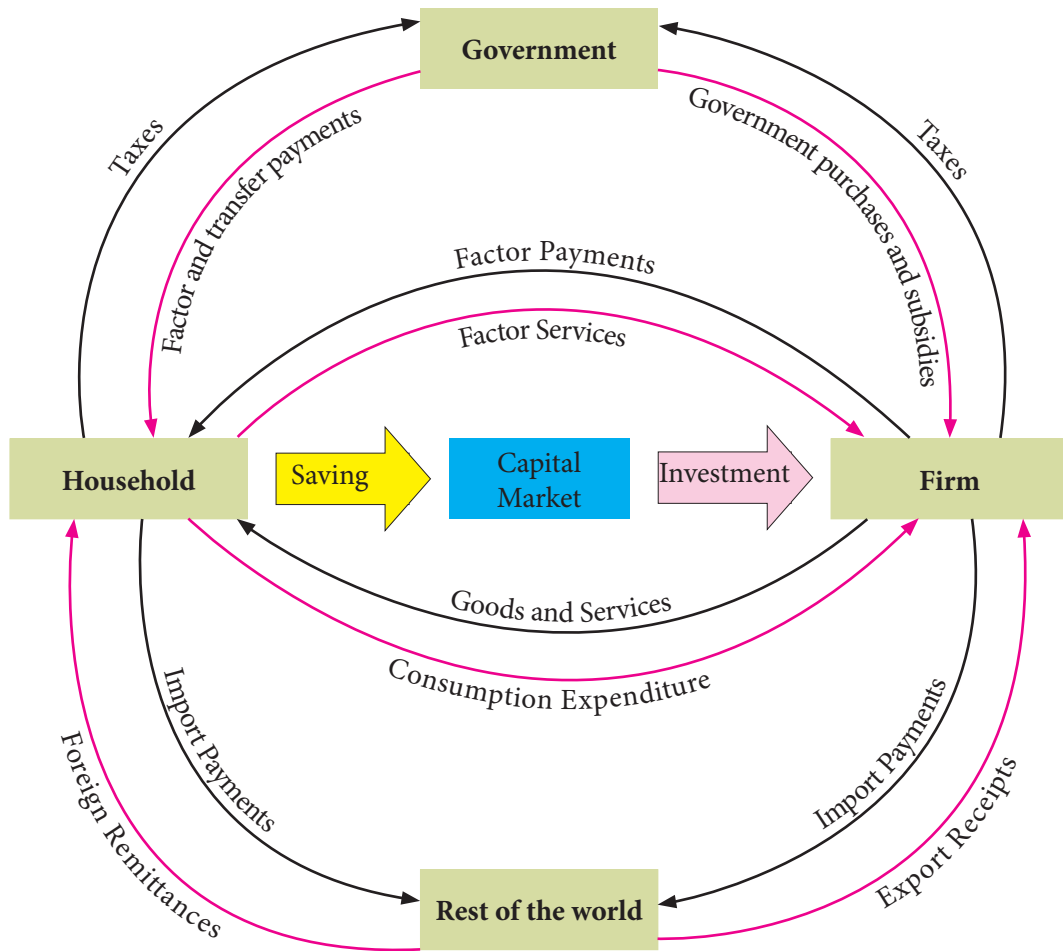 Government
Taxes
Factor and transfer payments
Government purchases and subsidies
Taxes
Factor Payments
Factor Services
Household
Saving
Capital
Market
Investment
Firm
Goods and Services
Consumption Expenditure
Import Payments
Foreign Remittances
Import Payments
Export Receipts
Rest of the world